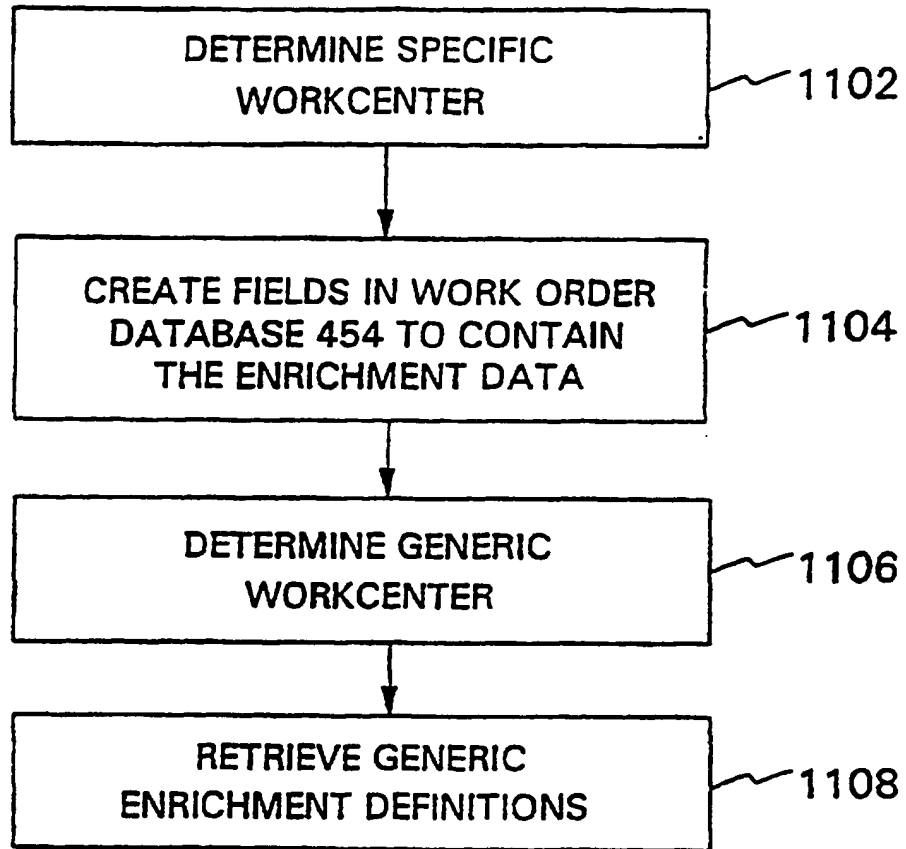 DETERMINE SPECIFIC
WORKCENTER
1102
CREATE FIELDS IN WORK ORDER
DATABASE 454 TO CONTAIN
THE ENRICHMENT DATA
1104
DETERMINE GENERIC
WORKCENTER
1106
RETRIEVE GENERIC
ENRICHMENT DEFINITIONS
1108